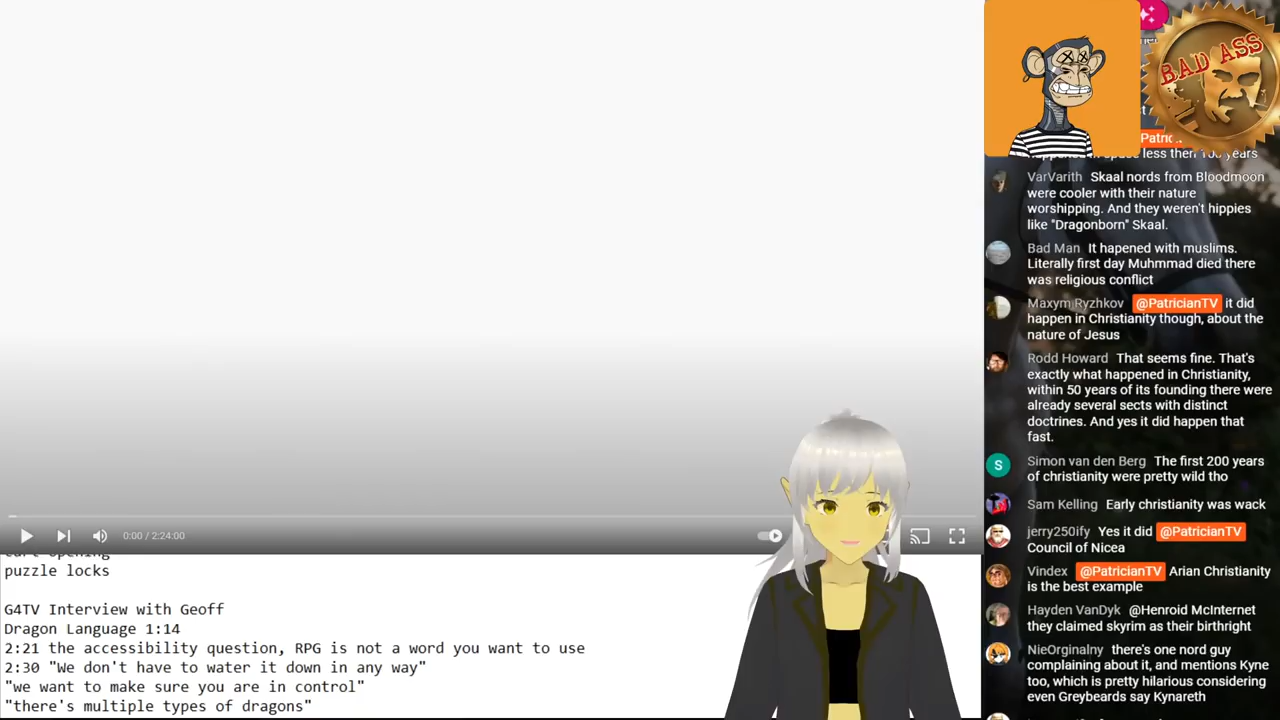 0:00 / 2:24:00
puzzle locks
G4TV Interview with Geoff
Dragon Language 1:14
2:21 the accessibility question, RPG is not a word you want to use
2:30 "We don't have to water it down in any way"
"we want to make sure you are in control"
"there's multiple types of dragons"
BAD ASS
less then 100 years
VarVarith Skaal nords from Bloodmoon
were cooler with their nature
worshipping. And they weren't hippies
like "Dragonborn" Skaal.
Bad Man It hapened with muslims.
Literally first day Muhmmad died there
was religious conflict
Maxym Ryzhkov @PatricianTV it did
happen in Christianity though, about the
nature of Jesus
Rodd Howard That seems fine. That's
exactly what happened in Christianity,
within 50 years of its founding there were
already several sects with distinct
doctrines. And yes it did happen that
fast.
S
Simon van den Berg The first 200 years
of christianity were pretty wild tho
Sam Kelling Early christianity was wack
jerry250ify Yes it did @PatricianTV
Council of Nicea
Vindex @PatricianTV Arian Christianity
is the best example
Hayden VanDyk @Henroid McInternet
they claimed skyrim as their birthright
NieOrginalny there's one nord guy
complaining about it, and mentions Kyne
too, which is pretty hilarious considering
even Greybeards say Kynareth